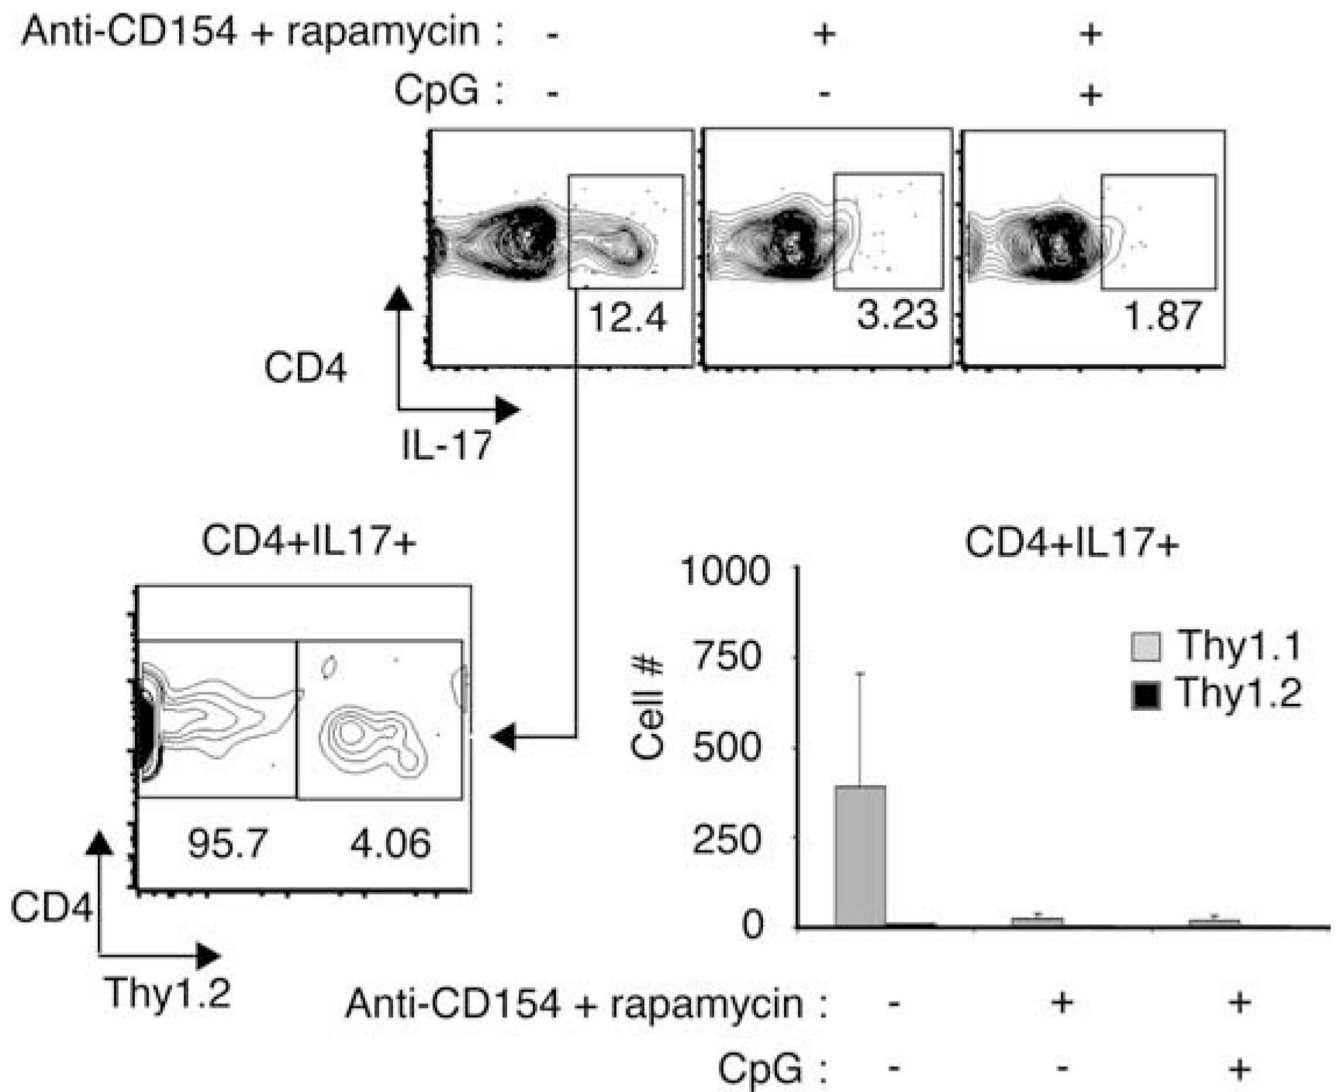 Anti-CD154 + rapamycin : - + +
CpG : - - +
12.4 3.23 1.87
CD4
IL-17
CD4+IL17+
95.7 4.06
CD4
Thy1.2
CD4+IL17+
1000
750
500
250
0
Cell #
Thy1.1
Thy1.2
Anti-CD154 + rapamycin : - + +
CpG : - - +